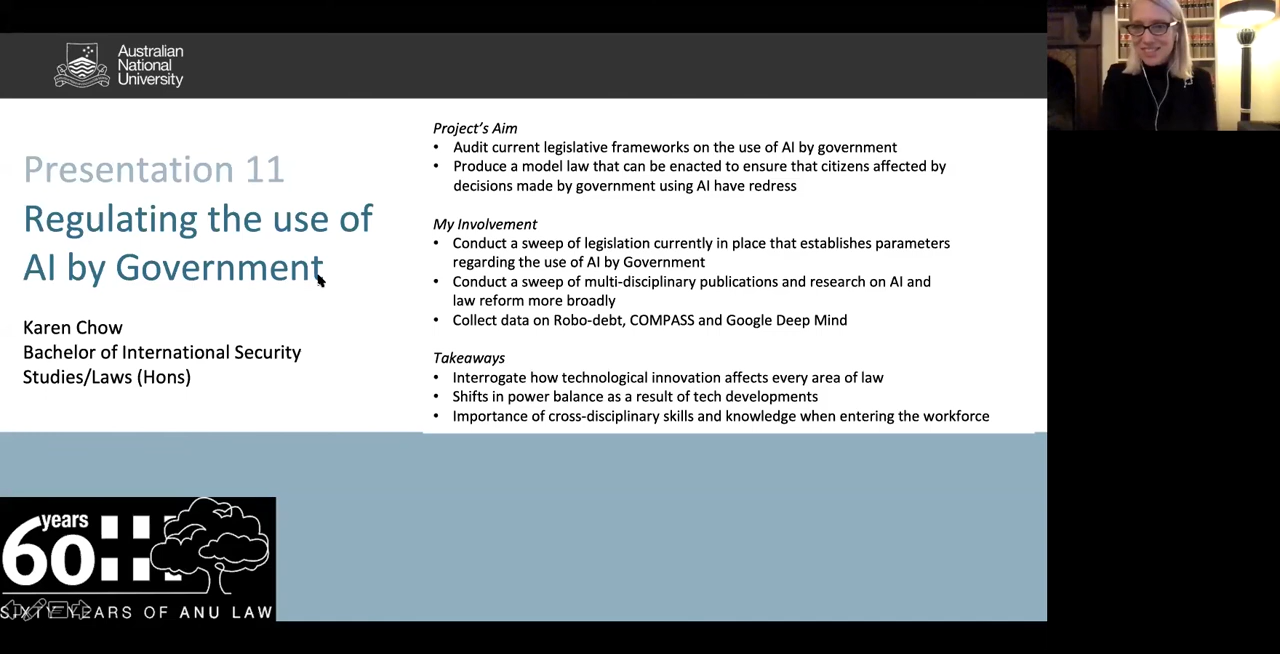 Australian
National
University
Presentation 11
Regulating the use of
AI by Government
Karen Chow
Bachelor of International Security
Studies/Laws (Hons)
Project's Aim
• Audit current legislative frameworks on the use of AI by government
• Produce a model law that can be enacted to ensure that citizens affected by
decisions made by government using AI have redress
My Involvement
• Conduct a sweep of legislation currently in place that establishes parameters
regarding the use of AI by Government
• Conduct a sweep of multi-disciplinary publications and research on AI and
law reform more broadly
• Collect data on Robo-debt, COMPASS and Google Deep Mind
Takeaways
• Interrogate how technological innovation affects every area of law
• Shifts in power balance as a result of tech developments
• Importance of cross-disciplinary skills and knowledge when entering the workforce
years
60
SIXTY YEARS OF ANU LAW